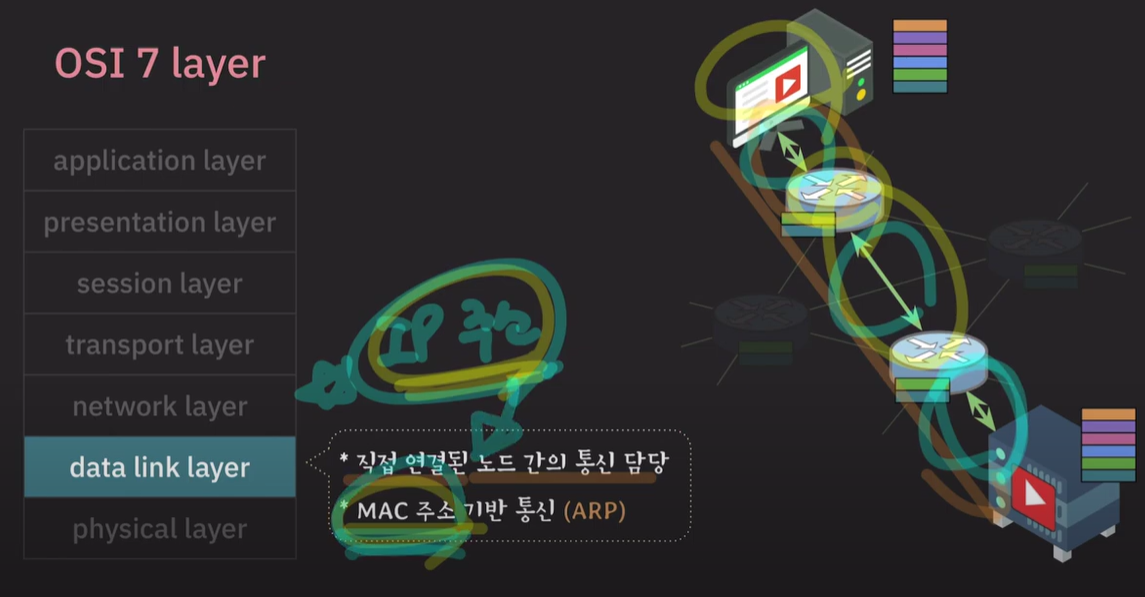 OSI 7 layer
application layer
presentation layer
session layer
transport layer
network layer
data link layer
physical layer
IP 주소
* 직접 연결된 노드 간의 통신 담당
* MAC 주소 기반 통신 (ARP)